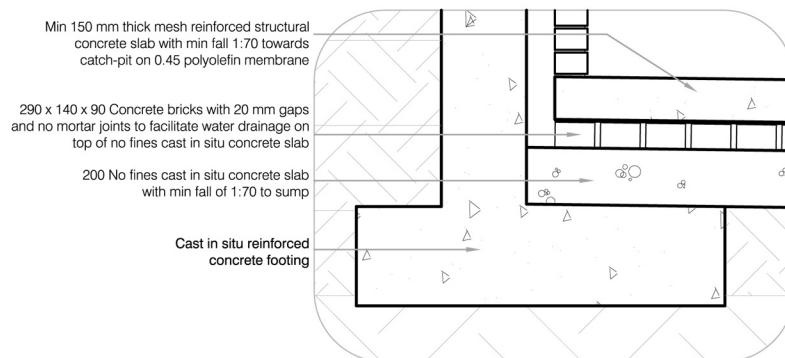 Min 150 mm thick mesh reinforced structural
concrete slab with min fall 1:70 towards
catch-pit on 0.45 polyolefin membrane
290 x 140 x 90 Concrete bricks with 20 mm gaps
and no mortar joints to facilitate water drainage on
top of no fines cast in situ concrete slab
200 No fines cast in situ concrete slab
with min fall of 1:70 to sump
Cast in situ reinforced
concrete footing